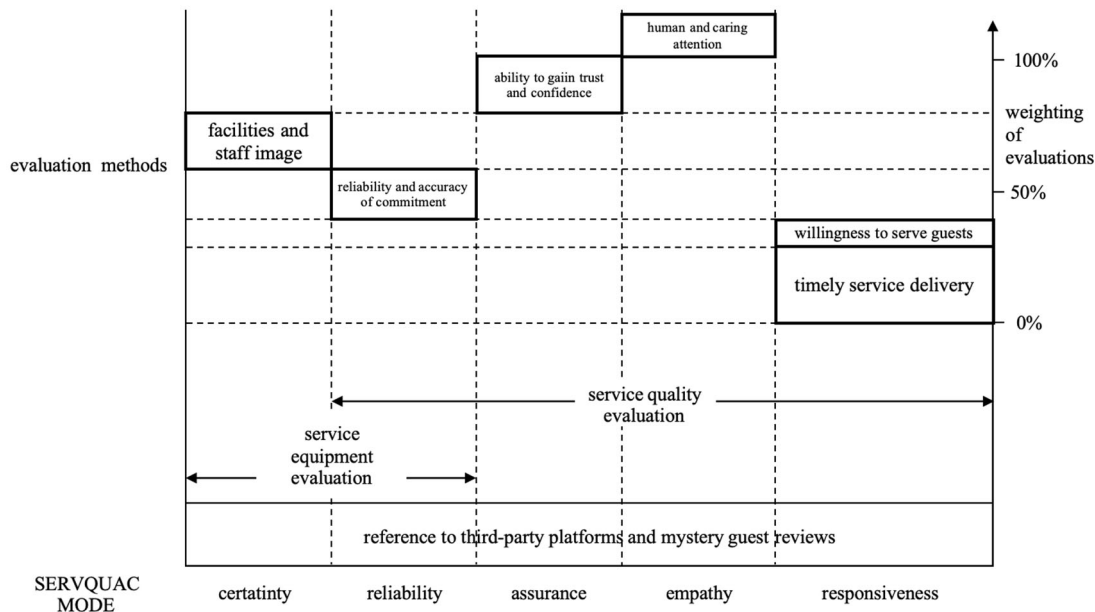 human and caring
attention
100%
ability to gaiin trust
and confidence
weighting
of
evaluations
facilities and
staff image
evaluation methods
reliability and accuracy
of commitment
50%
willingness to serve guests
timely service delivery
0%
service quality
evaluation
service
equipment
evaluation
reference to third-party platforms and mystery guest reviews
SERVQUAC
MODE
certatinty
reliability
assurance
empathy
responsiveness